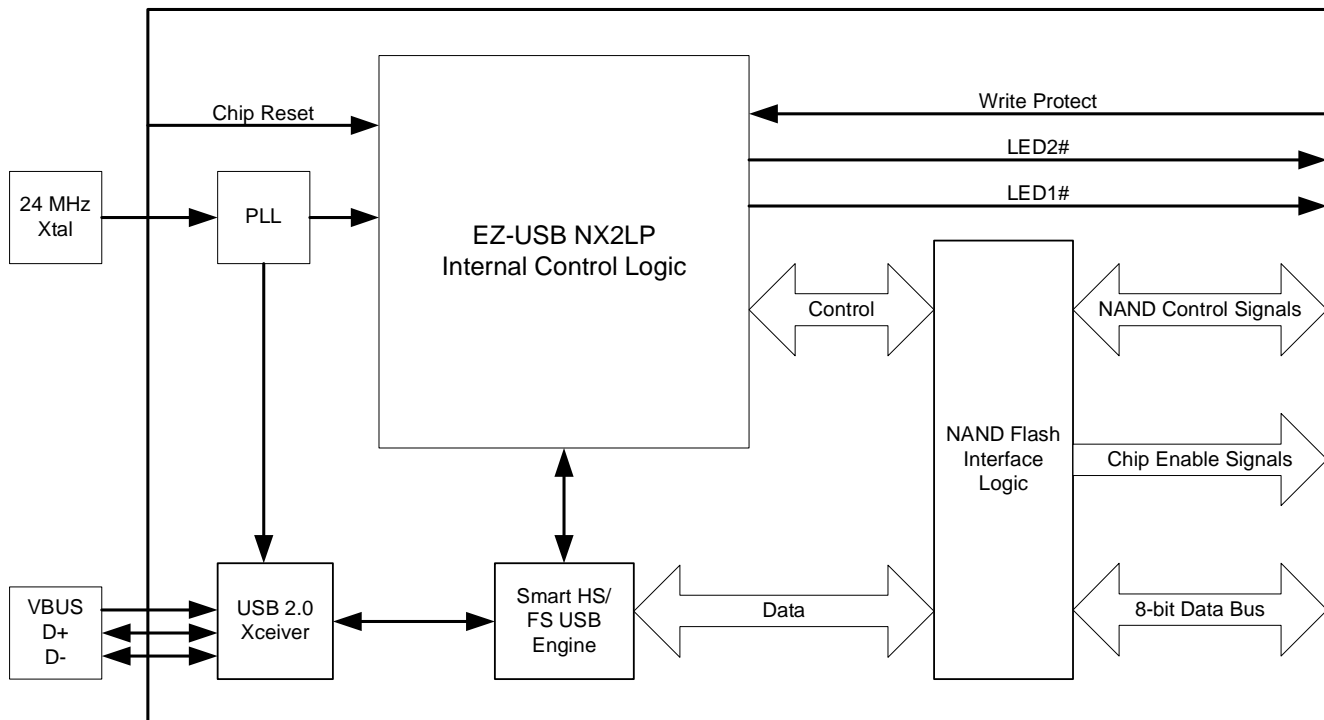 Chip Reset
Write Protect
LED2#
LED1#
24 MHz
Xtal
PLL
EZ-USB NX2LP
Internal Control Logic
Control
NAND Control Signals
NAND Flash
Interface
Logic
Chip Enable Signals
VBUS
D+
D-
USB 2.0
Xceiver
Smart HS/
FS USB
Engine
Data
8-bit Data Bus